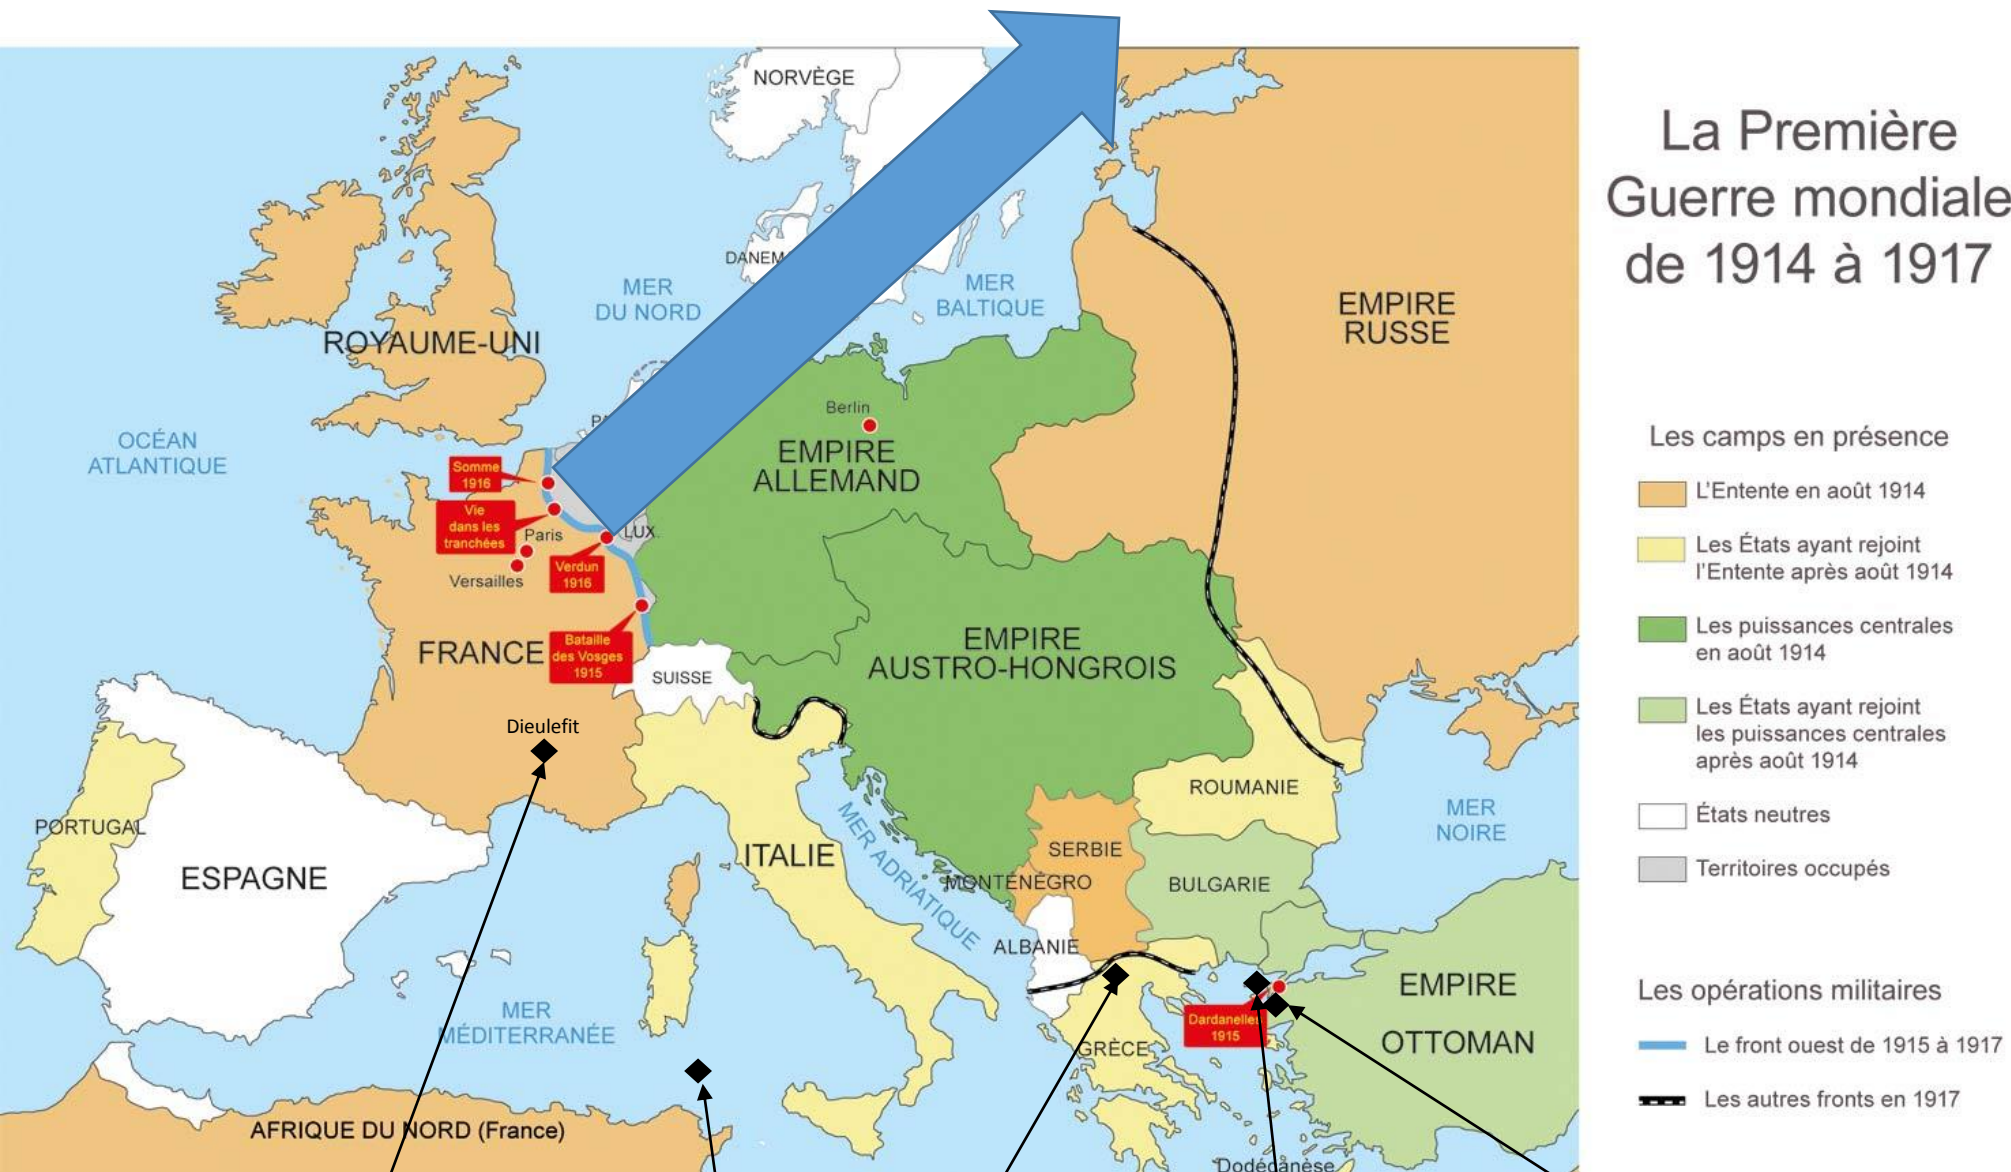 La Première
Guerre mondiale
de 1914 à 1917
NORVÈGE
DANEM
MER
DU NORD
MER
BALTIQUE
EMPIRE
RUSSE
ROYAUME-UNI
OCÉAN
ATLANTIQUE
Berlin
EMPIRE
ALLEMAND
Somme
1916
Vie
dans les
tranchées
Paris
Versailles
LUX.
Verdun
1916
Bataille
des Vosges
1915
FRANCE
SUISSE
EMPIRE
AUSTRO-HONGROIS
Dieulefit
PORTUGAL
ESPAGNE
ITALIE
MER ADRIATIQUE
ROUMANIE
SERBIE
MONTÉNÉGRO
BULGARIE
ALBANIE
MER
NOIRE
EMPIRE
OTTOMAN
Dardanelles
1915
GRÈCE
MER
MÉDITERRANÉE
AFRIQUE DU NORD (France)
Dodécanèse
Les camps en présence
L'Entente en août 1914
Les États ayant rejoint
l'Entente après août 1914
Les puissances centrales
en août 1914
Les États ayant rejoint
les puissances centrales
après août 1914
États neutres
Territoires occupés
Les opérations militaires
Le front ouest de 1915 à 1917
Les autres fronts en 1917